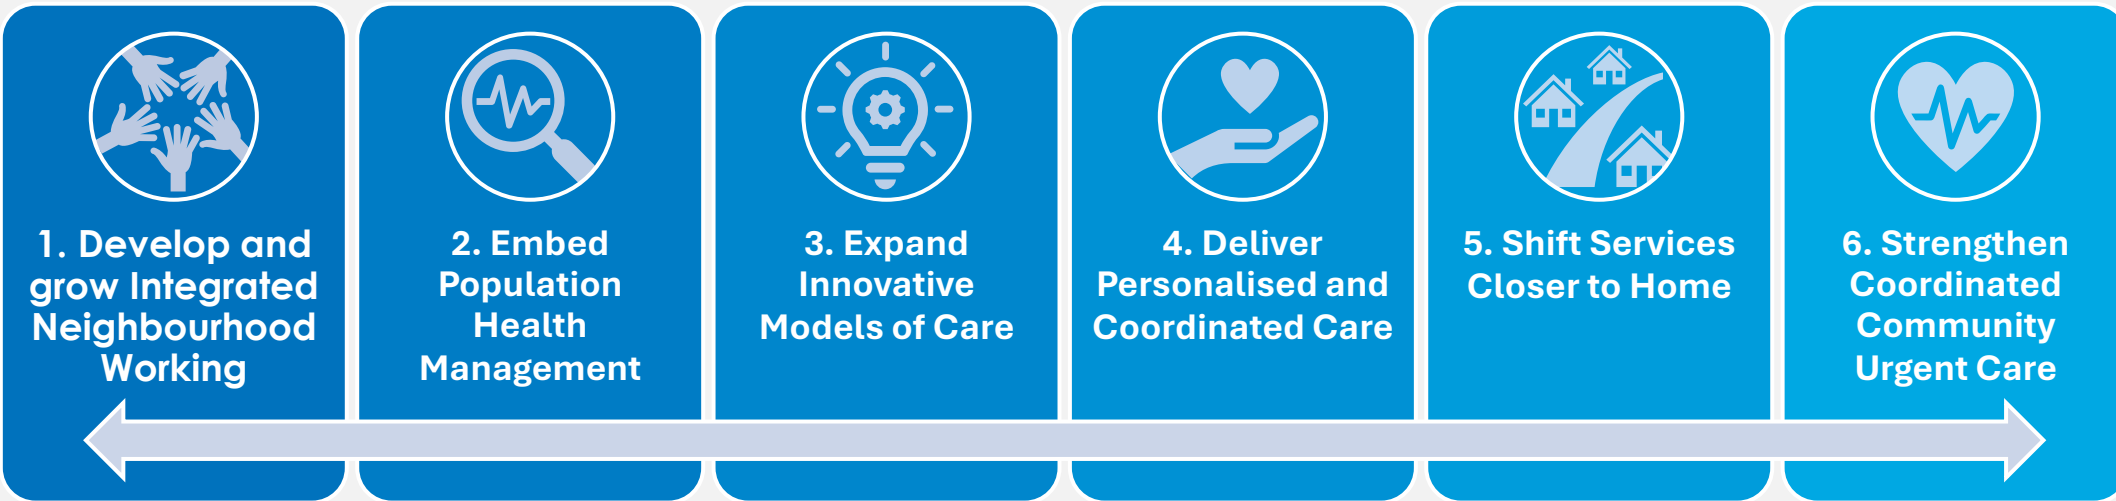 1. Develop and
grow Integrated
Neighbourhood
Working
2. Embed
Population
Health
Management
3. Expand
Innovative
Models of Care
4. Deliver
Personalised and
Coordinated Care
5. Shift Services
Closer to Home
6. Strengthen
Coordinated
Community
Urgent Care